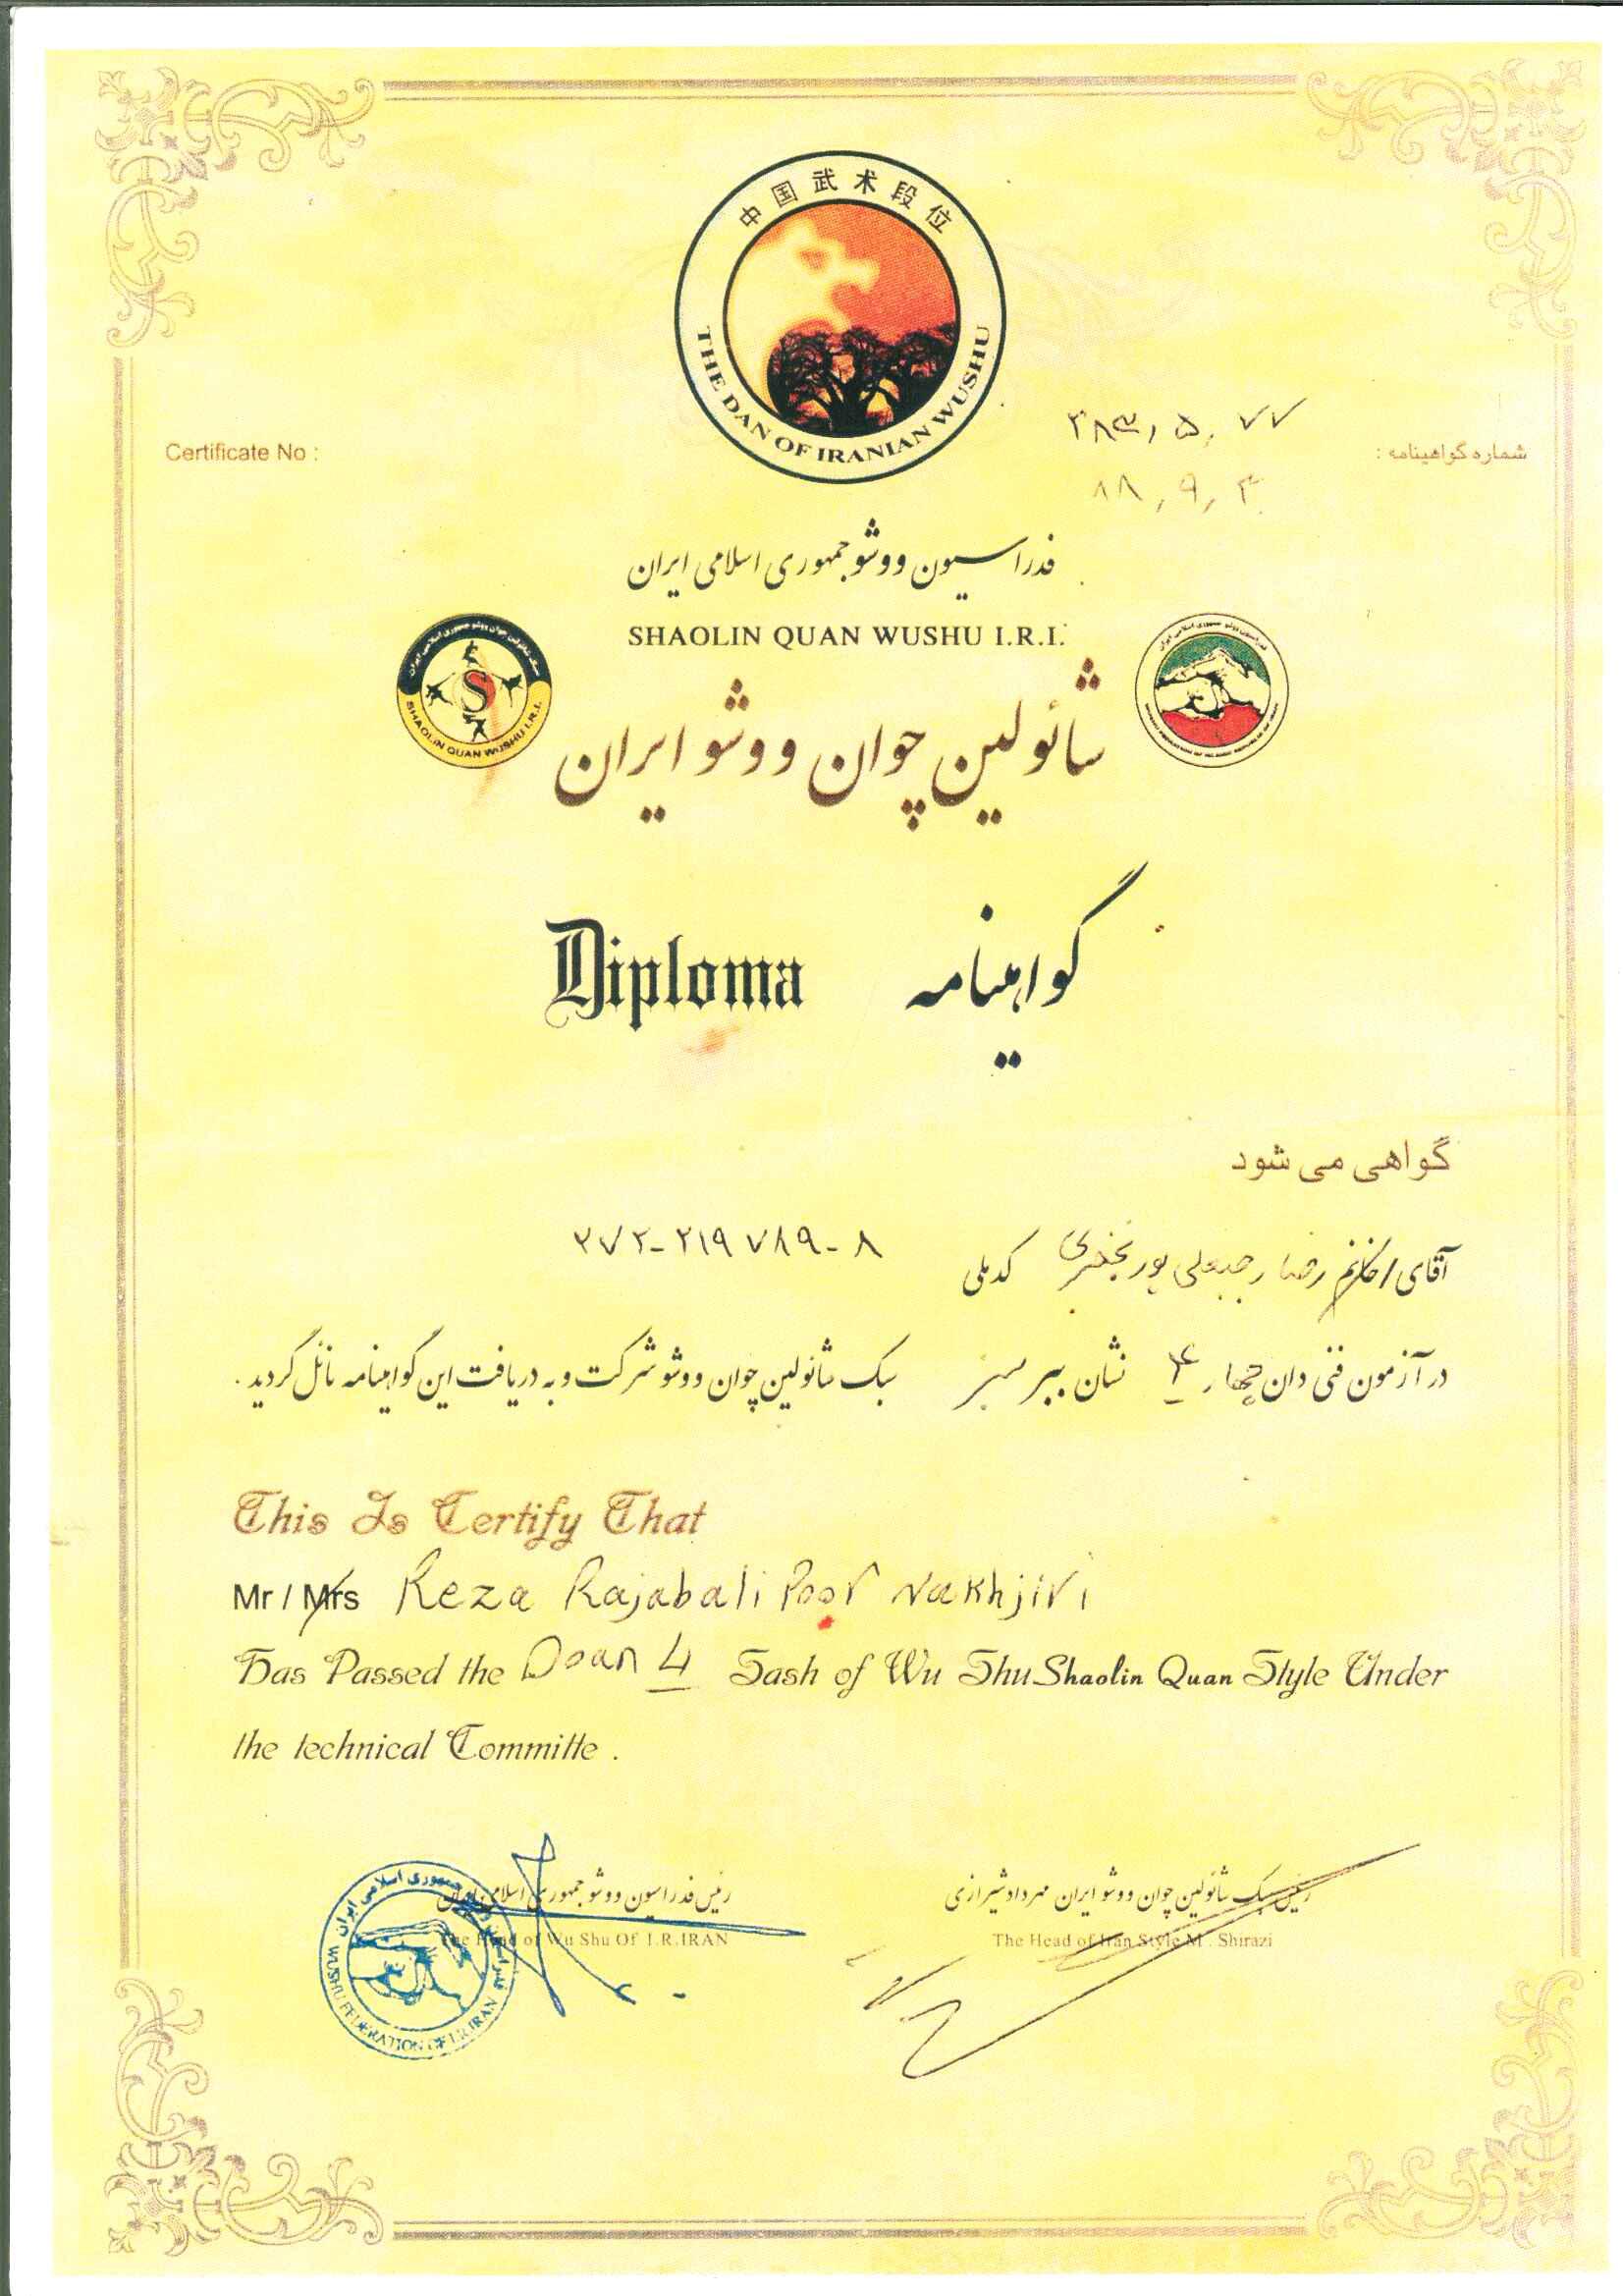 中国武术段位
THE DAN OF IRANIAN WUSHU
Certificate No :
شماره گواهینامه :
۸۸,۹,۴
فدراسیون ووشو جمهوری اسلامی ایران
SHAOLIN QUAN WUSHU I.R.I.
SHAOLIN QUAN WUSHU I.R.I.
شائولین چوان ووشو ایران
Diploma گواهینامه
گواهی می شود
آقای / خانم رضا رجبعلی پور نخجیری کدملی ۲۷۲-۲۱۹۷۸۹-۸
در آزمون فنی دان چهار ۴ نشان ببر سبز سبک شائولین چوان ووشو شرکت و به دریافت این گواهینامه نائل گردید .
This Is Certify That
Mr / Mrs Reza Rajabali Poor Nakhjiri
Has Passed the Doan 4 Sash of Wu Shu Shaolin Quan Style Under
the technical Committe .
رئیس فدراسیون ووشو جمهوری اسلامی ایران
The Head of Wu Shu Of I.R.IRAN
رئیس سبک شائولین چوان ووشو ایران مهرداد شیرازی
The Head of Iran Style M . Shirazi
WUSHU FEDERATION OF I.R.IRAN